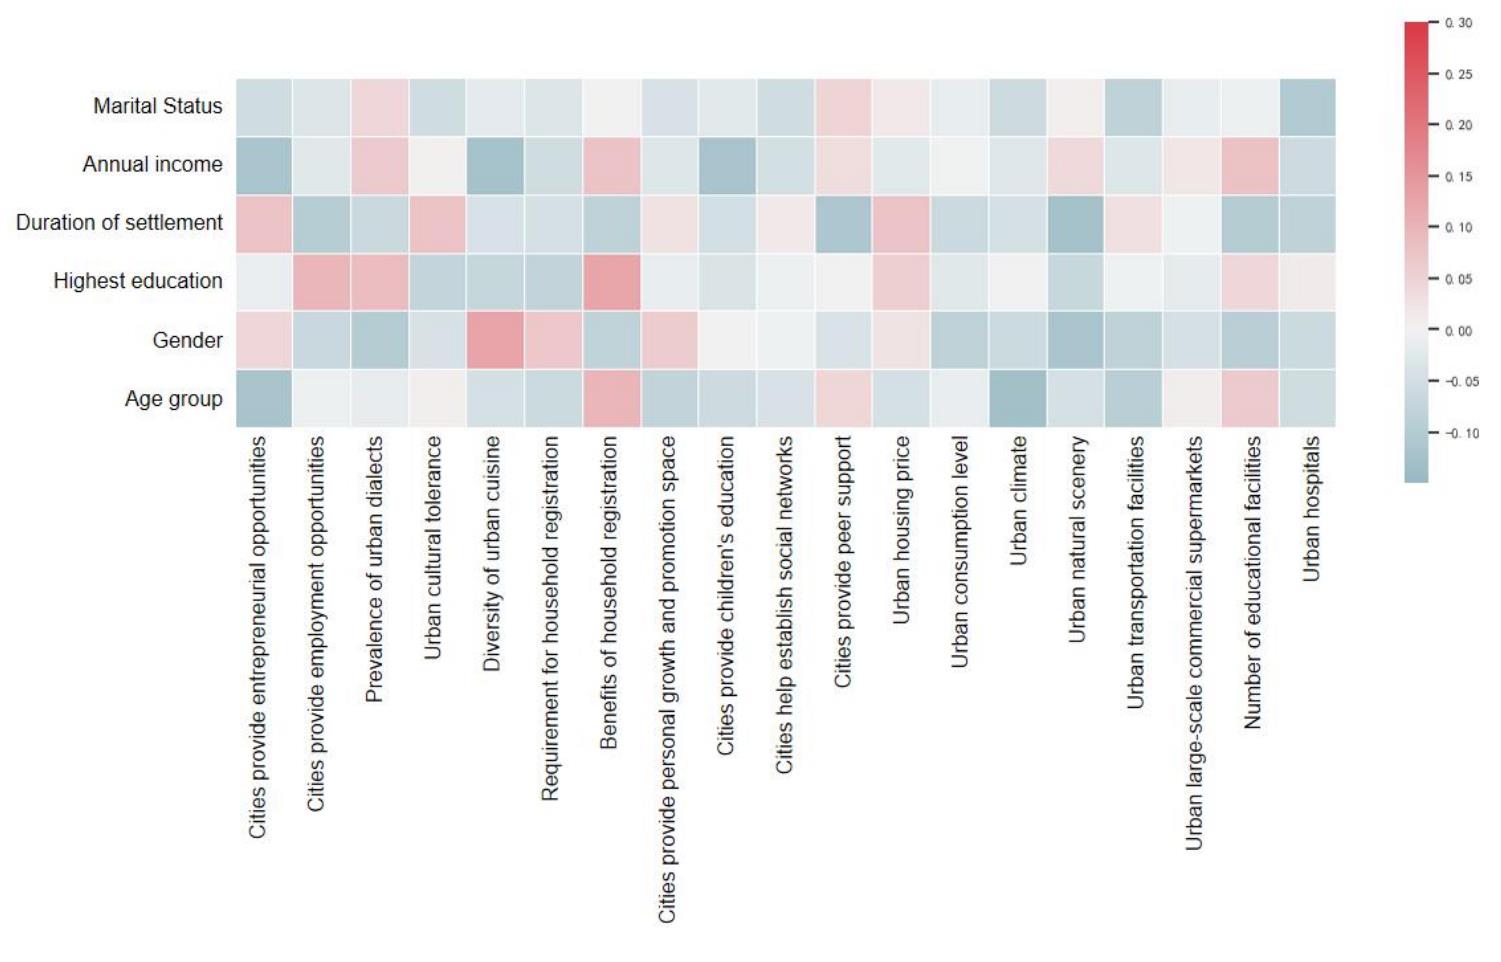 0.30
0.25
0.20
0.15
0.10
0.05
0.00
-0.05
-0.10
Marital Status
Annual income
Duration of settlement
Highest education
Gender
Age group
Cities provide entrepreneurial opportunities
Cities provide employment opportunities
Prevalence of urban dialects
Urban cultural tolerance
Diversity of urban cuisine
Requirement for household registration
Benefits of household registration
Cities provide personal growth and promotion space
Cities provide children's education
Cities help establish social networks
Cities provide peer support
Urban housing price
Urban consumption level
Urban climate
Urban natural scenery
Urban transportation facilities
Urban large-scale commercial supermarkets
Number of educational facilities
Urban hospitals